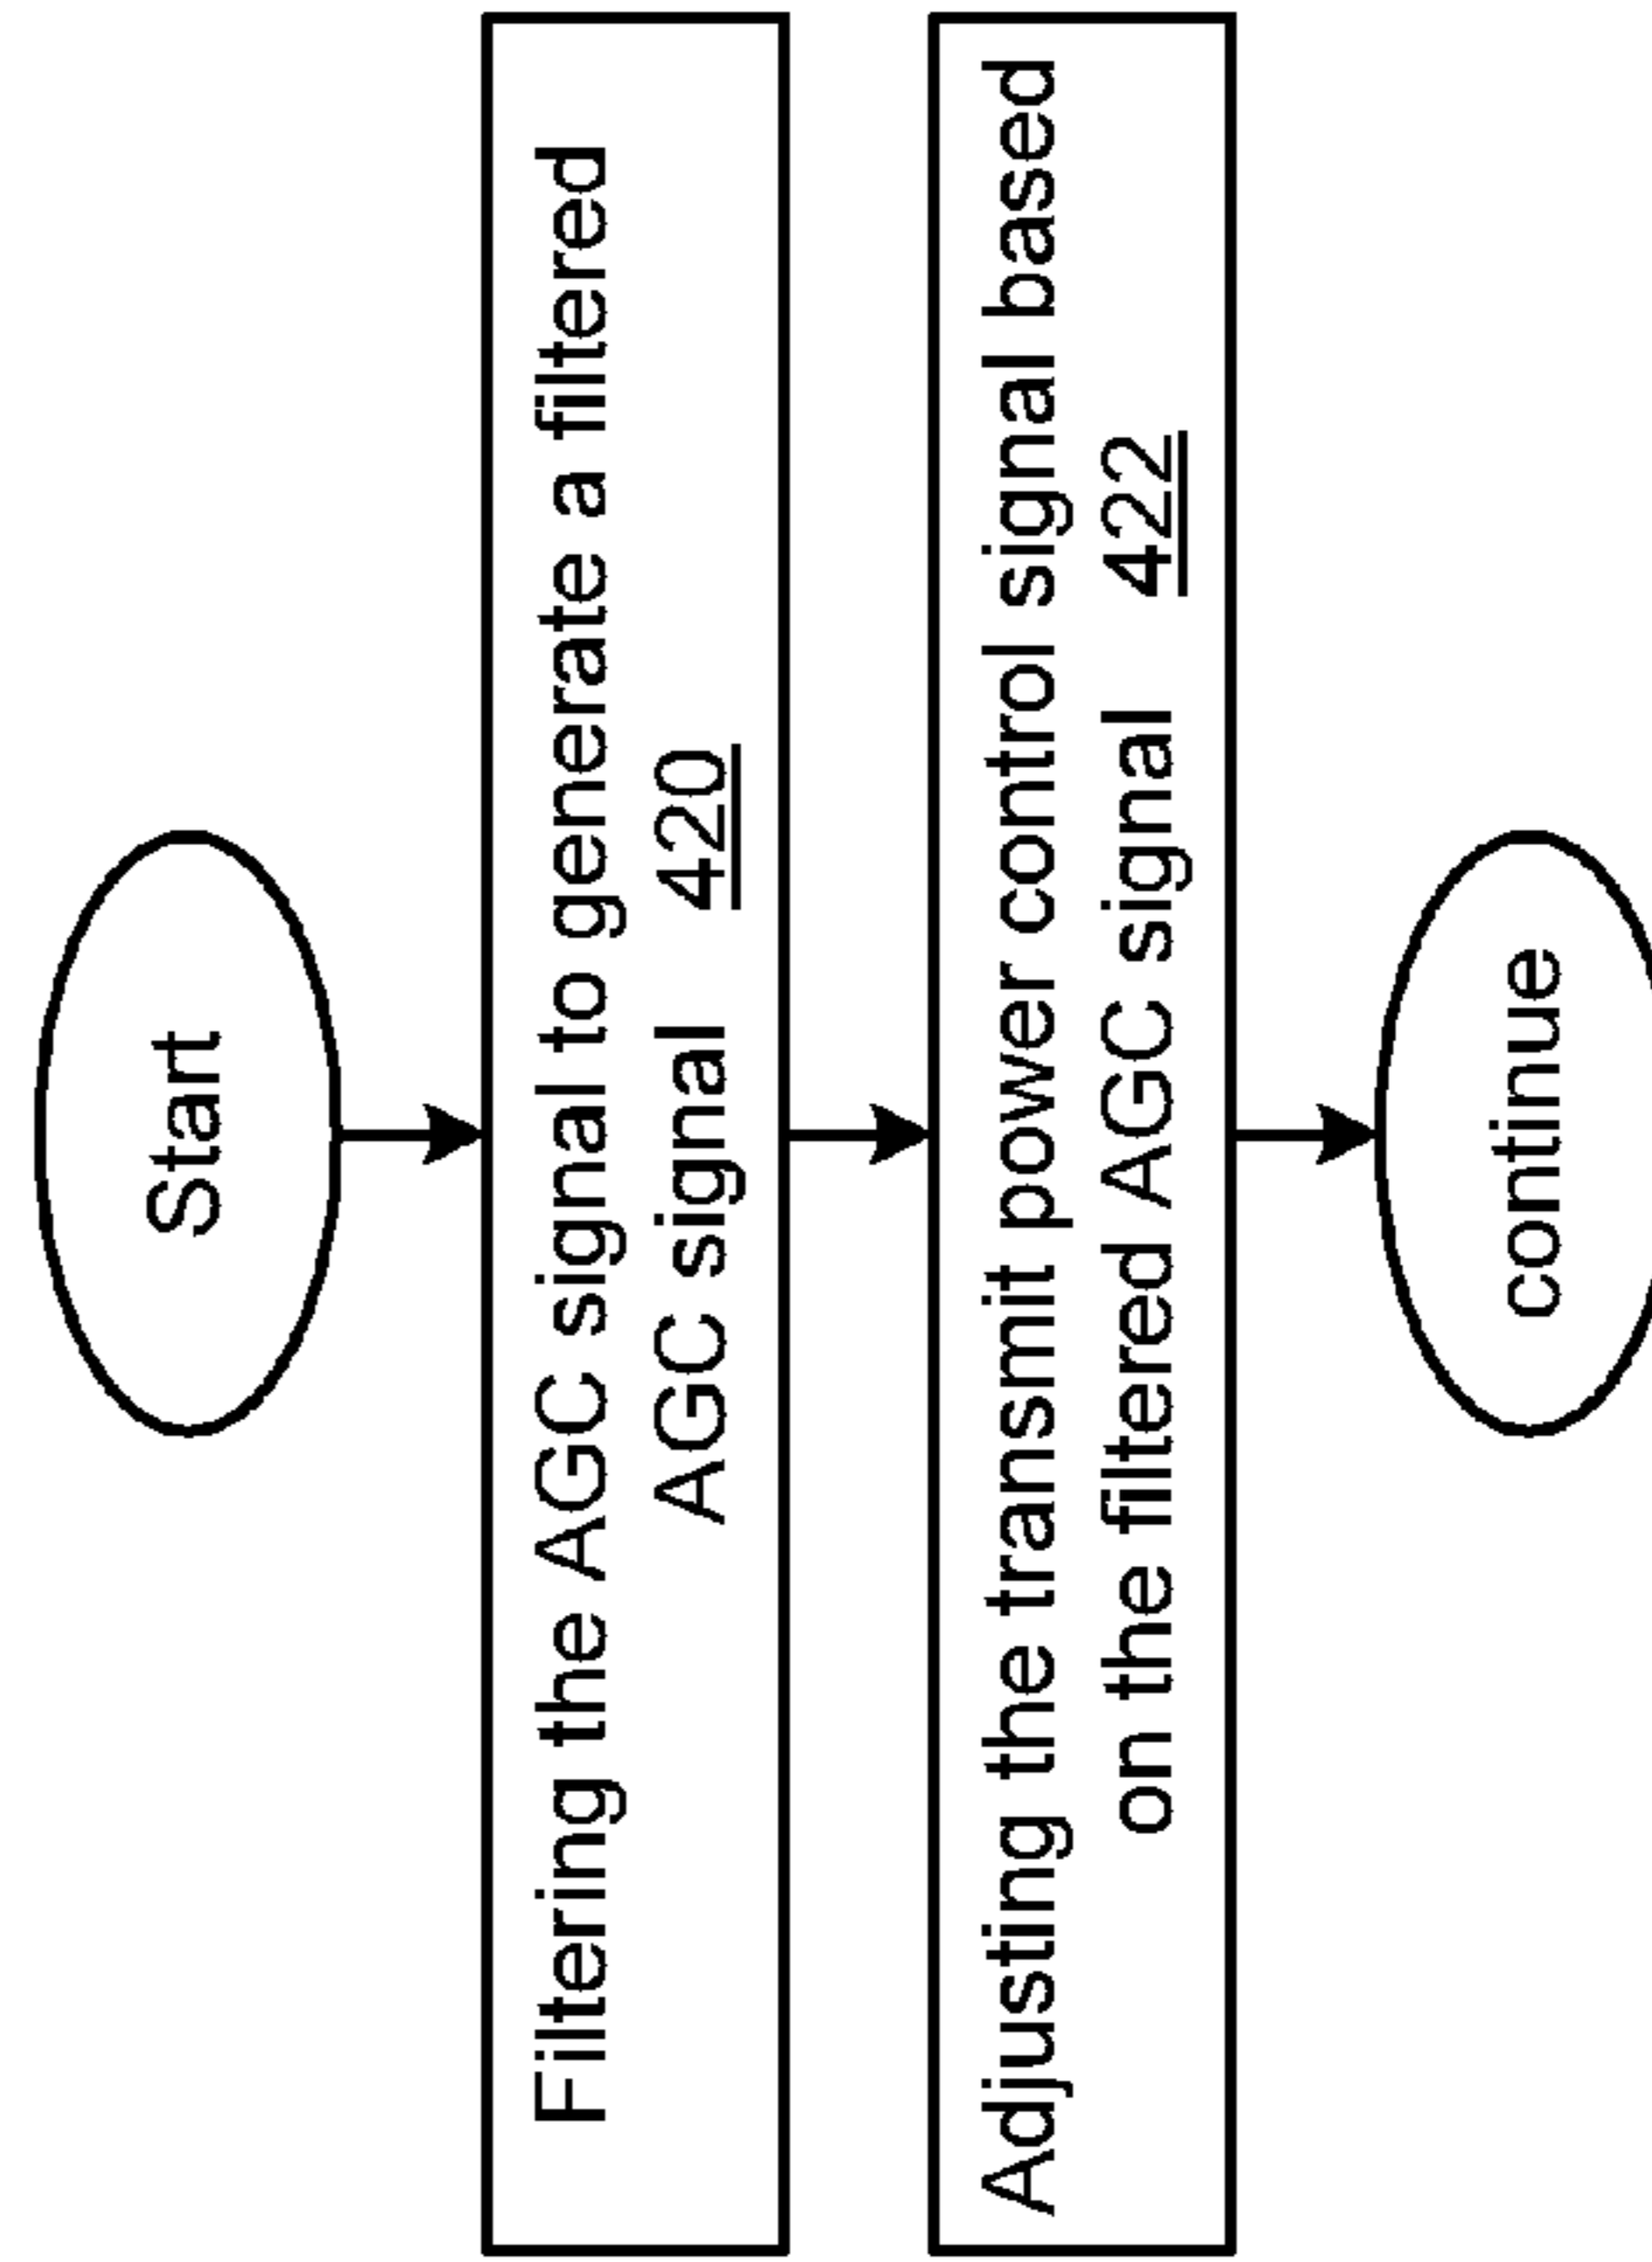 Start
Filtering the AGC signal to generate a filtered
AGC signal 420
Adjusting the transmit power control signal based
on the filtered AGC signal 422
continue